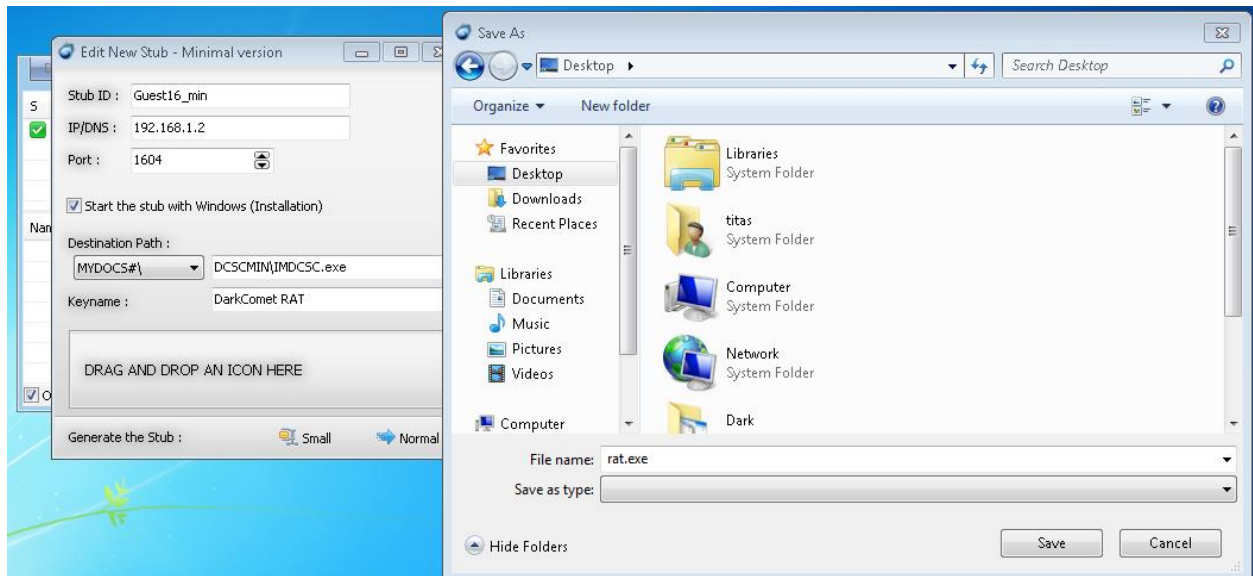 Edit New Stub - Minimal version
Stub ID :
Guest16_min
IP/DNS :
192.168.1.2
Port :
1604
Start the stub with Windows (Installation)
Destination Path :
MYDOCS#\
DCSCMIN\IMDCSC.exe
Keyname :
DarkComet RAT
DRAG AND DROP AN ICON HERE
Generate the Stub :
Small
Normal
S
Nan
O
Save As
Desktop
Search Desktop
Organize
New folder
Favorites
Desktop
Downloads
Recent Places
Libraries
Documents
Music
Pictures
Videos
Computer
Libraries
System Folder
titas
System Folder
Computer
System Folder
Network
System Folder
Dark
File name:
rat.exe
Save as type:
Hide Folders
Save
Cancel